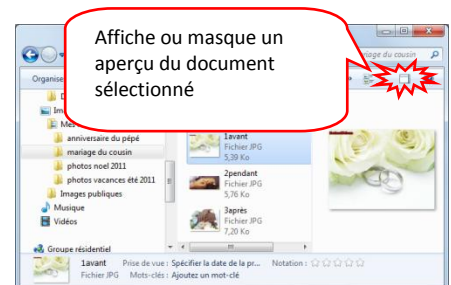 Affiche ou masque un
aperçu du document
sélectionné
riage du cousin
Organise
D
Im
Mes
anniversaire du pépé
mariage du cousin
photos noel 2011
photos vacances été 2011
Images publiques
Musique
Vidéos
Groupe résidentiel
1avant
Fichier JPG
5,39 Ko
2pendant
Fichier JPG
5,76 Ko
3après
Fichier JPG
7,20 Ko
1avant Prise de vue : Spécifier la date de la pr... Notation :
Fichier JPG Mots-clés : Ajoutez un mot-clé